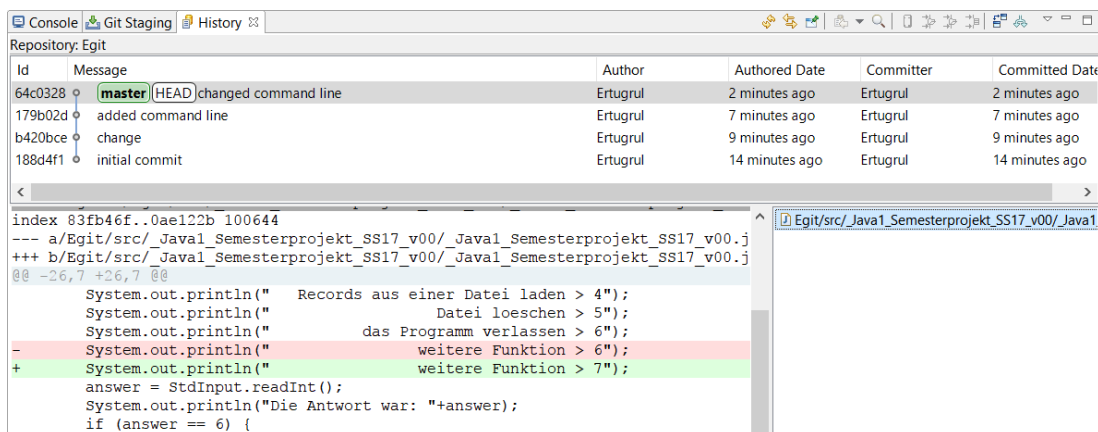 Console Git Staging History
Repository: Egit
Id Message Author Authored Date Committer Committed Date
64c0328 master HEAD changed command line Ertugrul 2 minutes ago Ertugrul 2 minutes ago
179b02d added command line Ertugrul 7 minutes ago Ertugrul 7 minutes ago
b420bce change Ertugrul 9 minutes ago Ertugrul 9 minutes ago
188d4f1 initial commit Ertugrul 14 minutes ago Ertugrul 14 minutes ago
index 83fb46f..0ae122b 100644
--- a/Egit/src/_Java1_Semesterprojekt_SS17_v00/_Java1_Semesterprojekt_SS17_v00.j
+++ b/Egit/src/_Java1_Semesterprojekt_SS17_v00/_Java1_Semesterprojekt_SS17_v00.j
@@ -26,7 +26,7 @@
System.out.println("   Records aus einer Datei laden > 4");
System.out.println("                  Datei loeschen > 5");
System.out.println("          das Programm verlassen > 6");
-       System.out.println("                weitere Funktion > 6");
+       System.out.println("                weitere Funktion > 7");
answer = StdInput.readInt();
System.out.println("Die Antwort war: "+answer);
if (answer == 6) {
Egit/src/_Java1_Semesterprojekt_SS17_v00/_Java1_